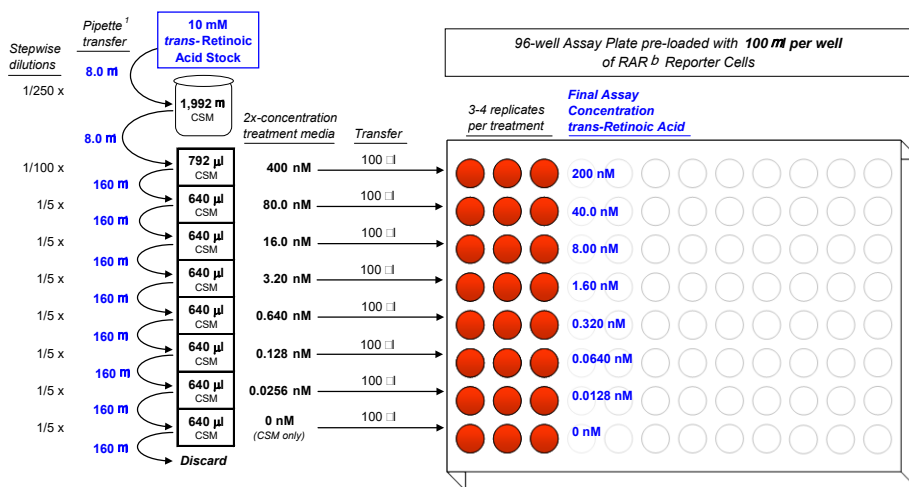 Stepwise
dilutions
1/250 x
1/100 x
1/5 x
1/5 x
1/5 x
1/5 x
1/5 x
1/5 x
1/5 x
Pipette 1
transfer
8.0 ml
8.0 ml
160 ml
160 ml
160 ml
160 ml
160 ml
160 ml
160 ml
160 ml
10 mM
trans-Retinoic
Acid Stock
1,992 m
CSM
792 µl
CSM
640 µl
CSM
640 µl
CSM
640 µl
CSM
640 µl
CSM
640 µl
CSM
640 µl
CSM
640 µl
CSM
Discard
2x-concentration
treatment media
400 nM
80.0 nM
16.0 nM
3.20 nM
0.640 nM
0.128 nM
0.0256 nM
0 nM
(CSM only)
Transfer
100 □l
100 □l
100 □l
100 □l
100 □l
100 □l
100 □l
100 □l
96-well Assay Plate pre-loaded with 100 ml per well
of RAR b Reporter Cells
3-4 replicates
per treatment
Final Assay
Concentration
trans-Retinoic Acid
200 nM
40.0 nM
8.00 nM
1.60 nM
0.320 nM
0.0640 nM
0.0128 nM
0 nM